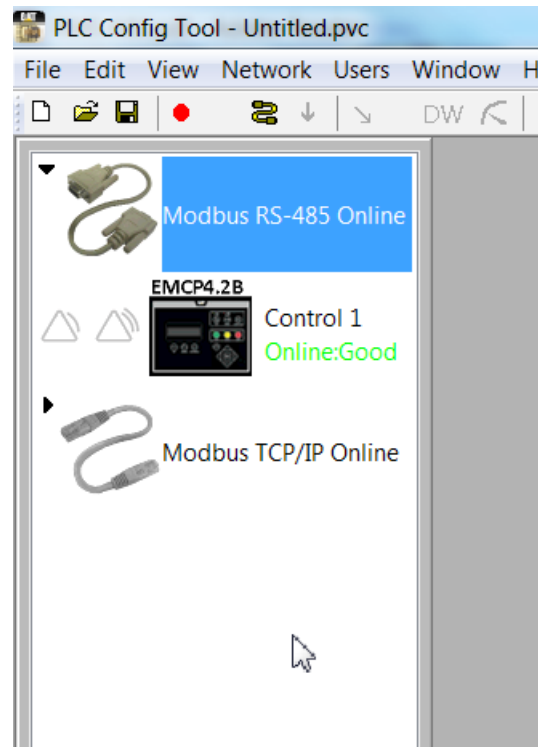 PLC Config Tool - Untitled.pvc
File Edit View Network Users Window H
DW
Modbus RS-485 Online
EMCP4.2B
Control 1
Online:Good
Modbus TCP/IP Online